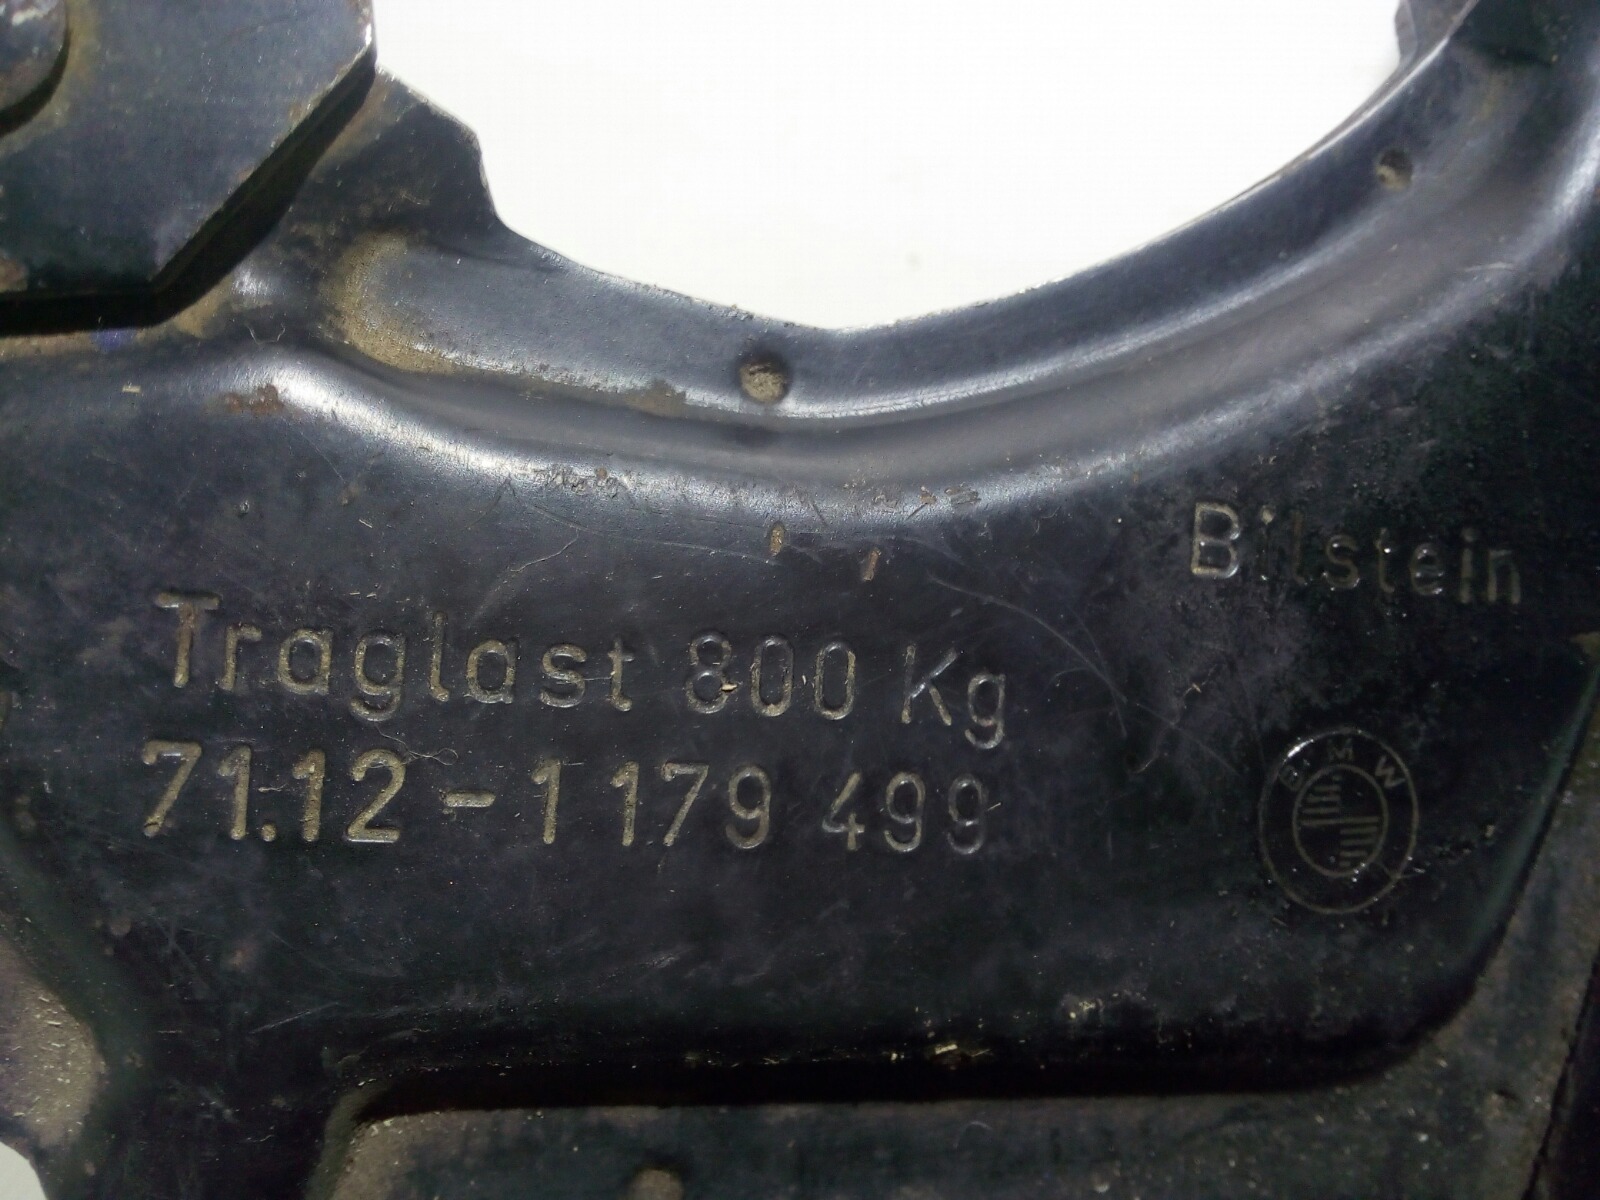 Bilstein
Traglast 800 Kg
71.12-1 179 499
BMW